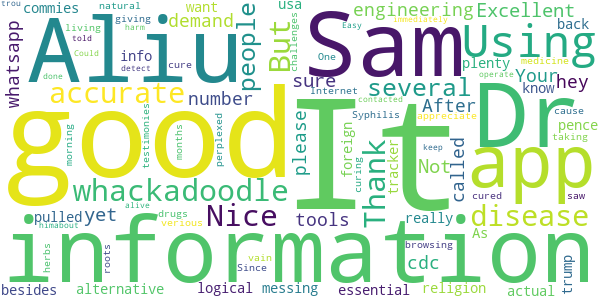 commies natural usa want engineering Excellent
trou immediately giving living demand
told harm Could info people But Using back
whatsapp Aliu Sam Easy challenges
detect cure done tools One plenty
accurate sure several Your hey know
number After medicine operate
good It Dr app
morning testimonies months perplexed please foreign Internet contacted appreciate tracker Syphilis cause pence taking
whackadoodle Thank Not called curing disease
pulled yet Nice tools really keep cured saw
alive drugs verious As browsing
himabout information
herbs roots vain Since cdc actual trump
besides alternative logical messing essential religion